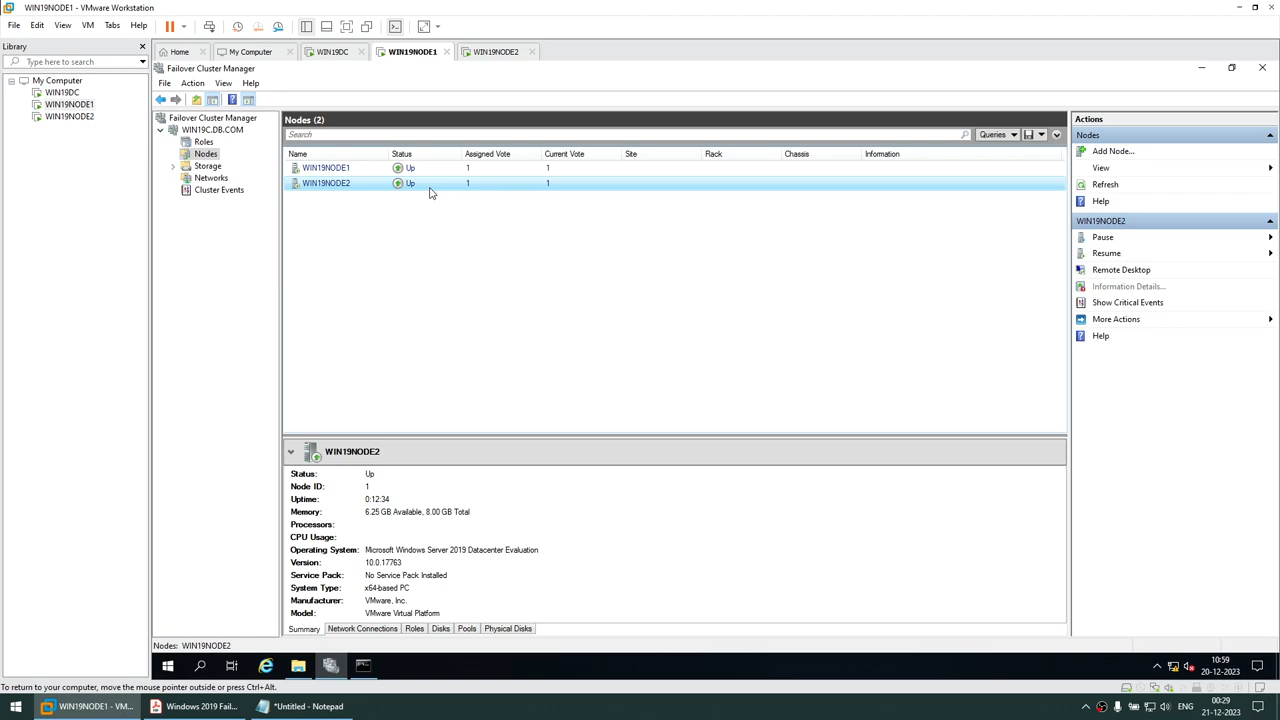 WIN19NODE1 - VMware Workstation
File Edit View VM Tabs Help
Library
Type here to search
My Computer
WIN19DC
WIN19NODE1
WIN19NODE2
Home My Computer WIN19DC WIN19NODE1 WIN19NODE2
Failover Cluster Manager
File Action View Help
Failover Cluster Manager
WIN19C.DB.COM
Roles
Nodes
Storage
Networks
Cluster Events
Nodes (2)
Search Queries
Name Status Assigned Vote Current Vote Site Rack Chassis Information
WIN19NODE1 Up 1 1
WIN19NODE2 Up 1 1
WIN19NODE2
Status: Up
Node ID: 1
Uptime: 0:12:34
Memory: 6.25 GB Available, 8.00 GB Total
Processors:
CPU Usage:
Operating System: Microsoft Windows Server 2019 Datacenter Evaluation
Version: 10.0.17763
Service Pack: No Service Pack Installed
System Type: x64-based PC
Manufacturer: VMware, Inc.
Model: VMware Virtual Platform
Summary Network Connections Roles Disks Pools Physical Disks
Actions
Nodes
Add Node...
View
Refresh
Help
WIN19NODE2
Pause
Resume
Remote Desktop
Information Details...
Show Critical Events
More Actions
Help
Nodes: WIN19NODE2
10:59
20-12-2023
To return to your computer, move the mouse pointer outside or press Ctrl+Alt.
WIN19NODE1 - VM... Windows 2019 Fail... *Untitled - Notepad
ENG
00:29
21-12-2023